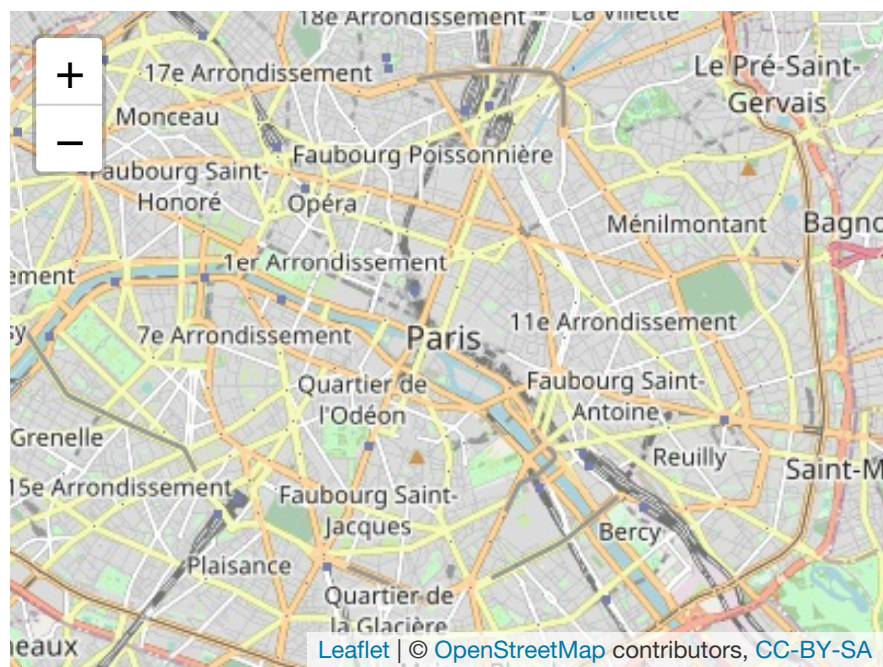 18e Arrondissement
La Villette
+
17e Arrondissement
Le Pré-Saint-
Gervais
Monceau
−
Faubourg Poissonnière
Faubourg Saint-
Honoré
Opéra
Ménilmontant
1er Arrondissement
7e Arrondissement
Paris
11e Arrondissement
Quartier de
l'Odéon
Faubourg Saint-
Antoine
Grenelle
Reuilly
15e Arrondissement
Faubourg Saint-
Jacques
Bercy
Plaisance
Quartier de
la Glacière
Leaflet | © OpenStreetMap contributors, CC-BY-SA